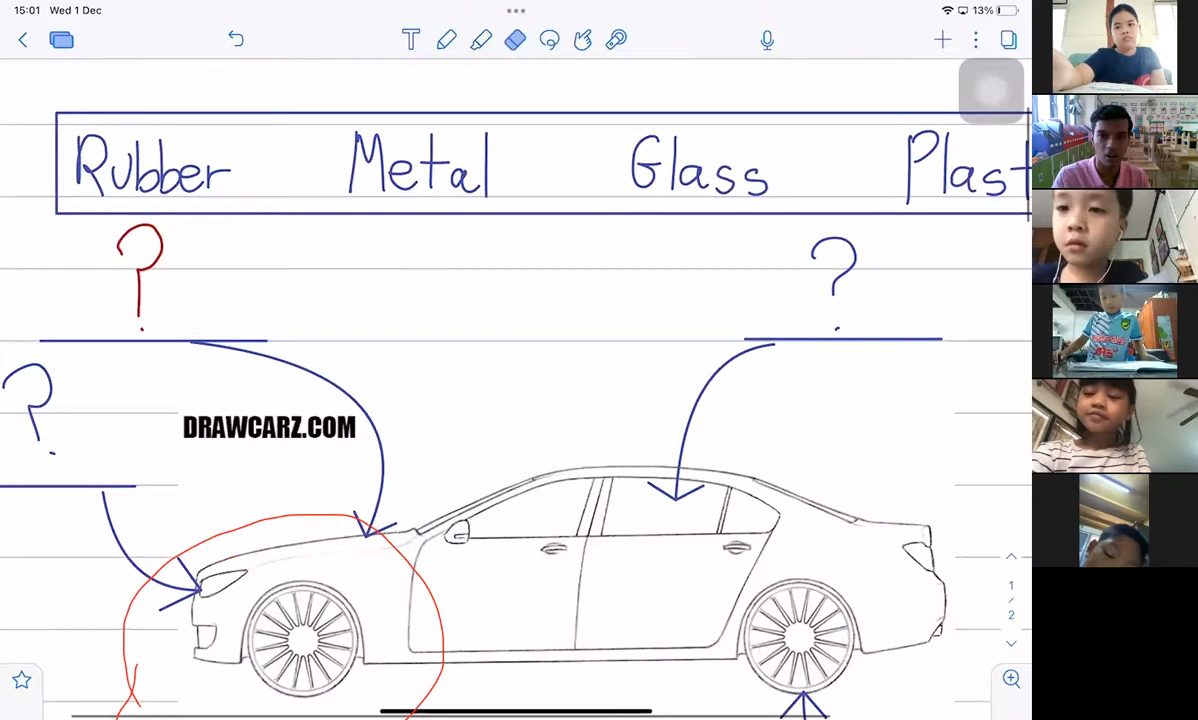 15:01 Wed 1 Dec
13%
T
Rubber Metal Glass Plast
?
?
?
DRAWCARZ.COM
1
/
2